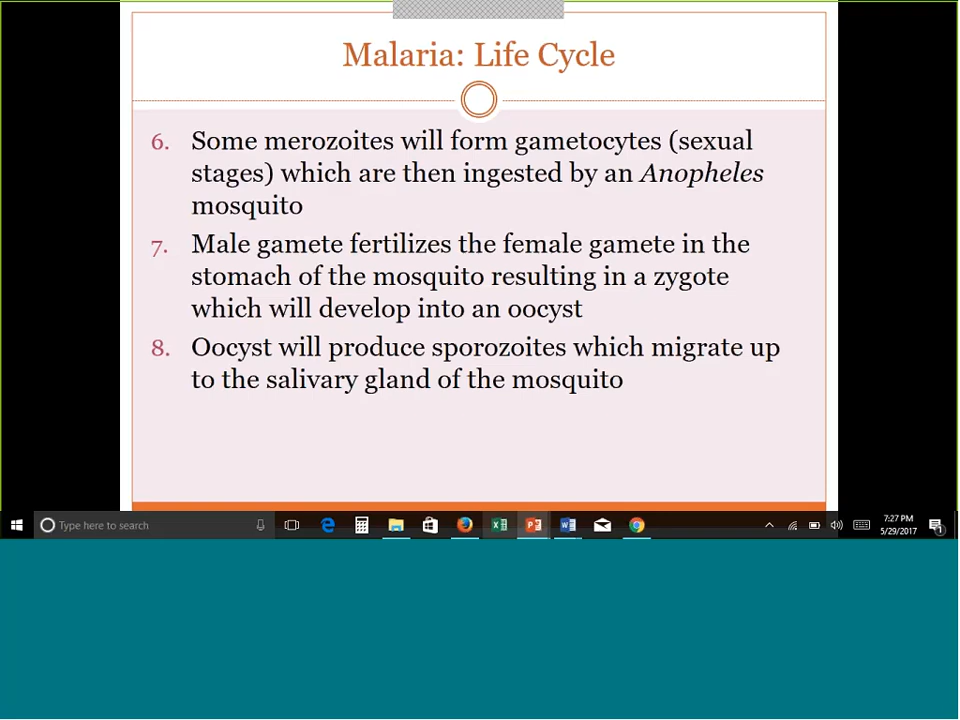 Malaria: Life Cycle
6. Some merozoites will form gametocytes (sexual
stages) which are then ingested by an Anopheles
mosquito
7. Male gamete fertilizes the female gamete in the
stomach of the mosquito resulting in a zygote
which will develop into an oocyst
8. Oocyst will produce sporozoites which migrate up
to the salivary gland of the mosquito
Type here to search
7:27 PM
5/29/2017
1